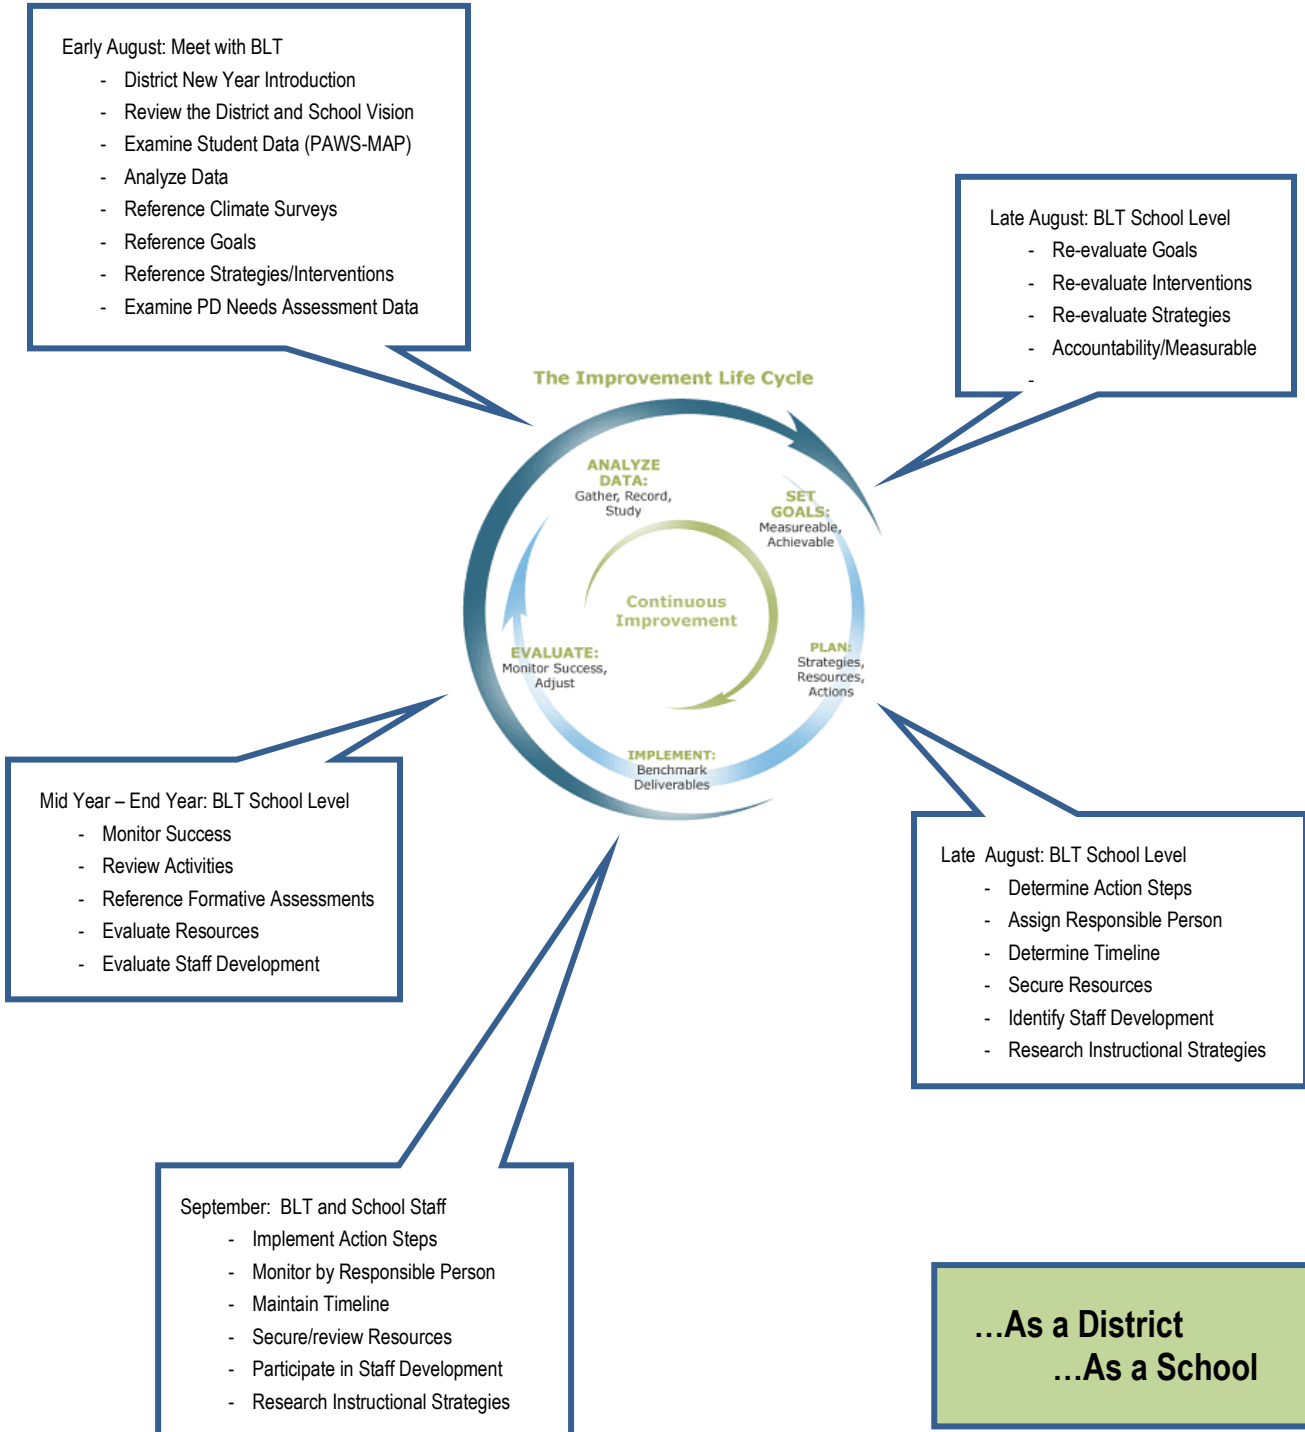 Early August: Meet with BLT
- District New Year Introduction
- Review the District and School Vision
- Examine Student Data (PAWS-MAP)
- Analyze Data
- Reference Climate Surveys
- Reference Goals
- Reference Strategies/Interventions
- Examine PD Needs Assessment Data
Late August: BLT School Level
- Re-evaluate Goals
- Re-evaluate Interventions
- Re-evaluate Strategies
- Accountability/Measurable
-
The Improvement Life Cycle
ANALYZE
DATA:
Gather, Record,
Study
SET
GOALS:
Measureable,
Achievable
Continuous
Improvement
EVALUATE:
Monitor Success,
Adjust
PLAN:
Strategies,
Resources,
Actions
IMPLEMENT:
Benchmark
Deliverables
Mid Year – End Year: BLT School Level
- Monitor Success
- Review Activities
- Reference Formative Assessments
- Evaluate Resources
- Evaluate Staff Development
Late  August: BLT School Level
- Determine Action Steps
- Assign Responsible Person
- Determine Timeline
- Secure Resources
- Identify Staff Development
- Research Instructional Strategies
September:  BLT and School Staff
- Implement Action Steps
- Monitor by Responsible Person
- Maintain Timeline
- Secure/review Resources
- Participate in Staff Development
- Research Instructional Strategies
…As a District
…As a School